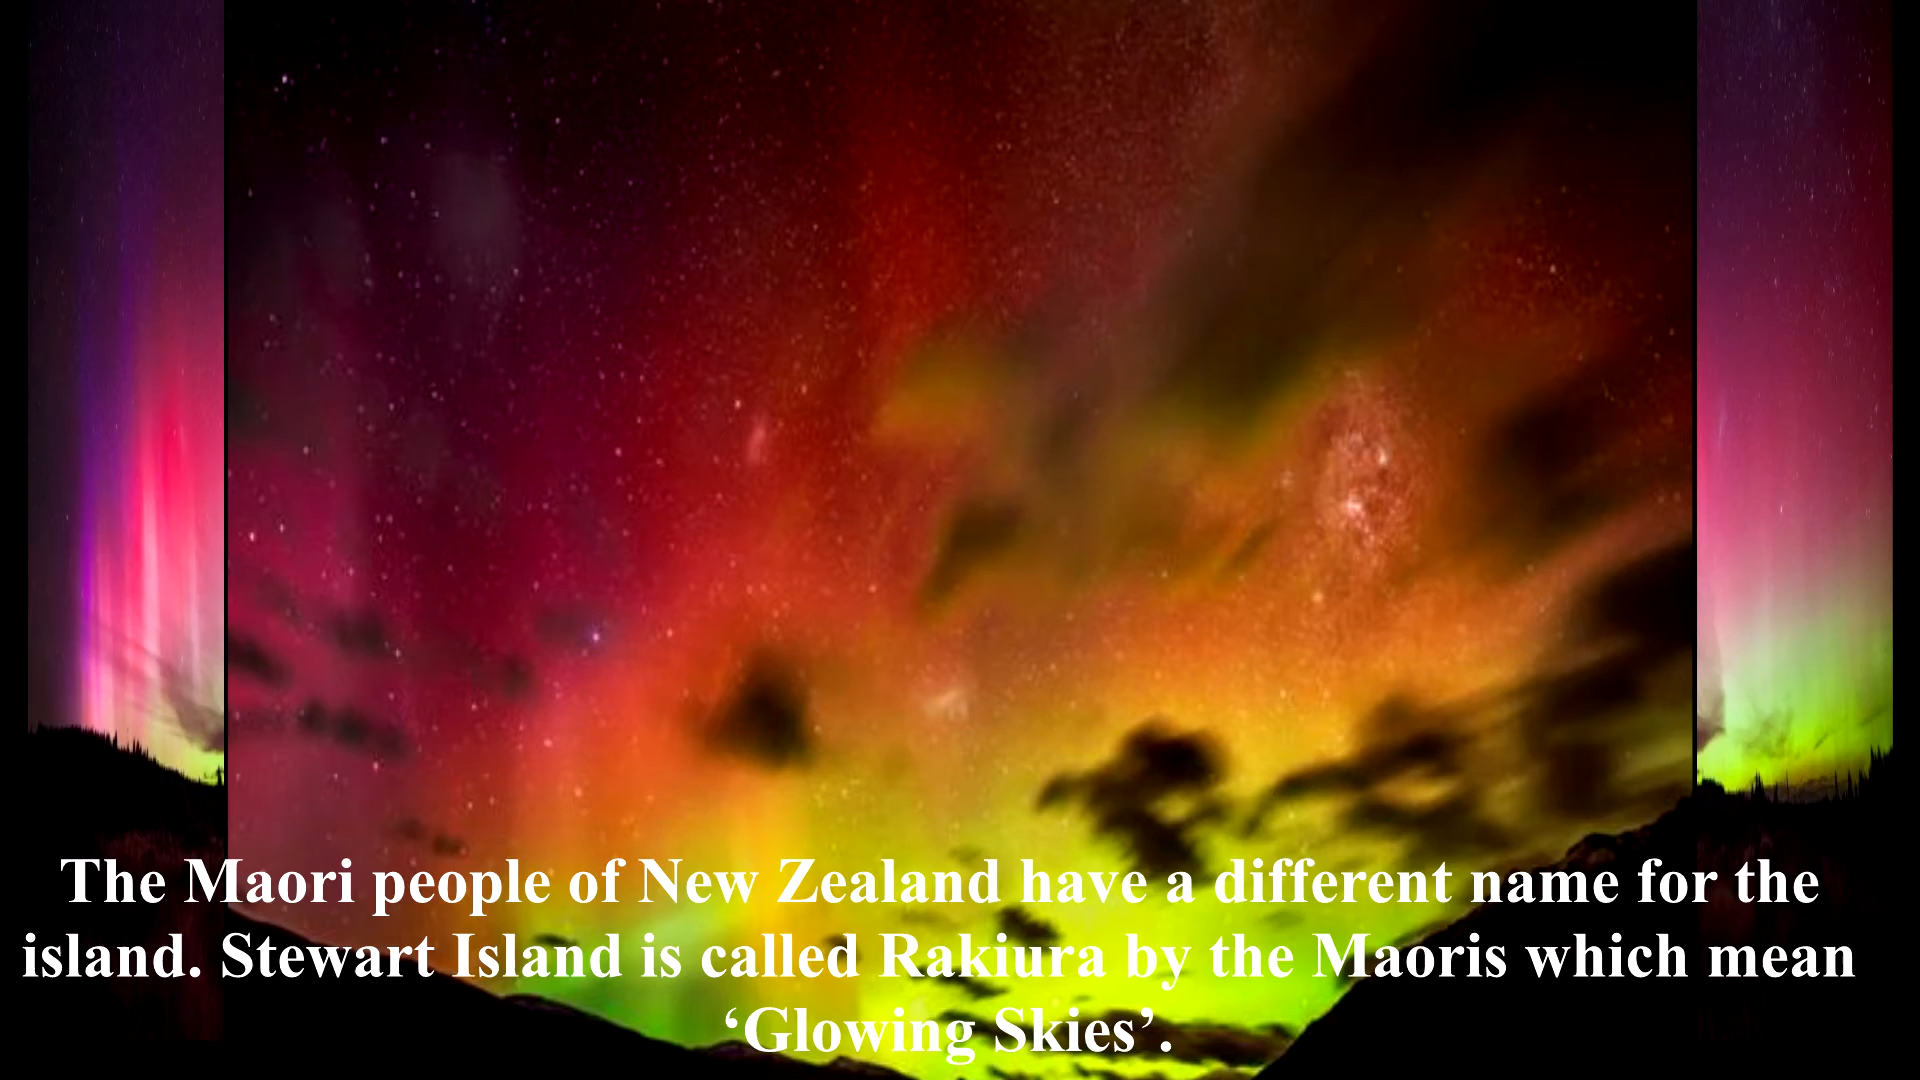 The Maori people of New Zealand have a different name for the
island. Stewart Island is called Rakiura by the Maoris which mean
‘Glowing Skies’.